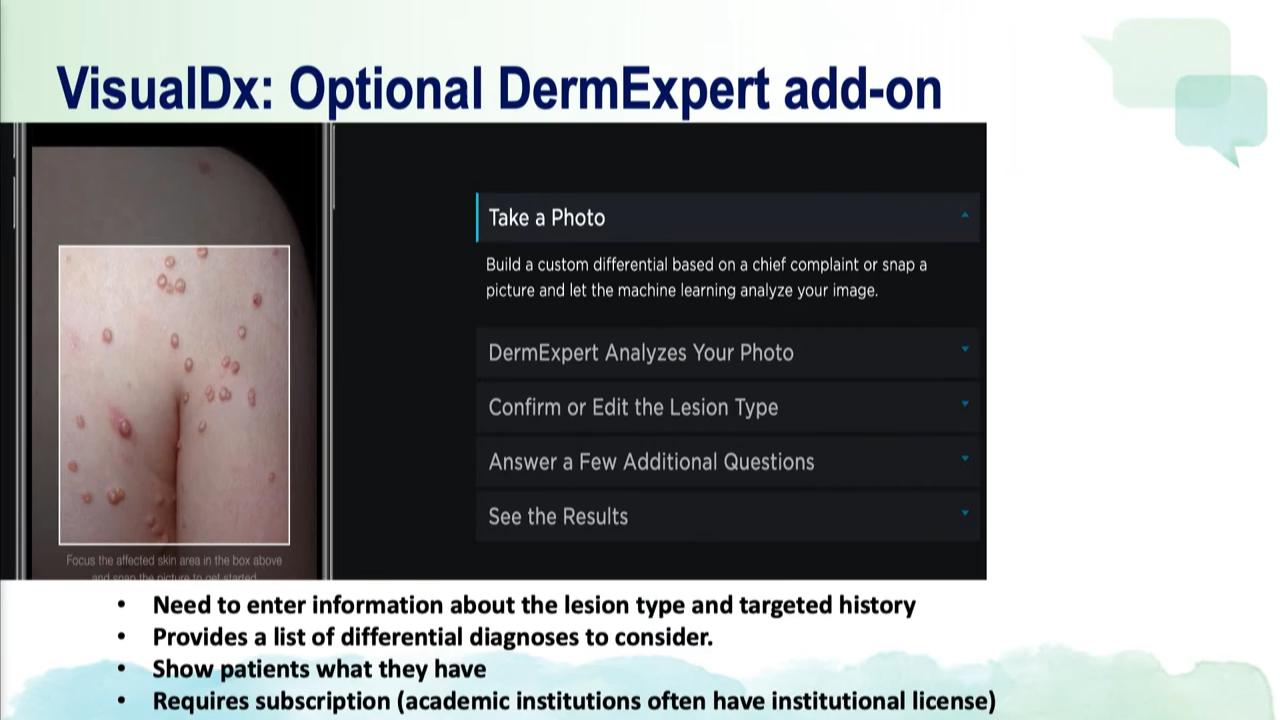 VisualDx: Optional DermExpert add-on
Take a Photo
Build a custom differential based on a chief complaint or snap a
picture and let the machine learning analyze your image.
DermExpert Analyzes Your Photo
Confirm or Edit the Lesion Type
Answer a Few Additional Questions
See the Results
Focus the affected skin area in the box above
and snap the picture to get started
• Need to enter information about the lesion type and targeted history
• Provides a list of differential diagnoses to consider.
• Show patients what they have
• Requires subscription (academic institutions often have institutional license)